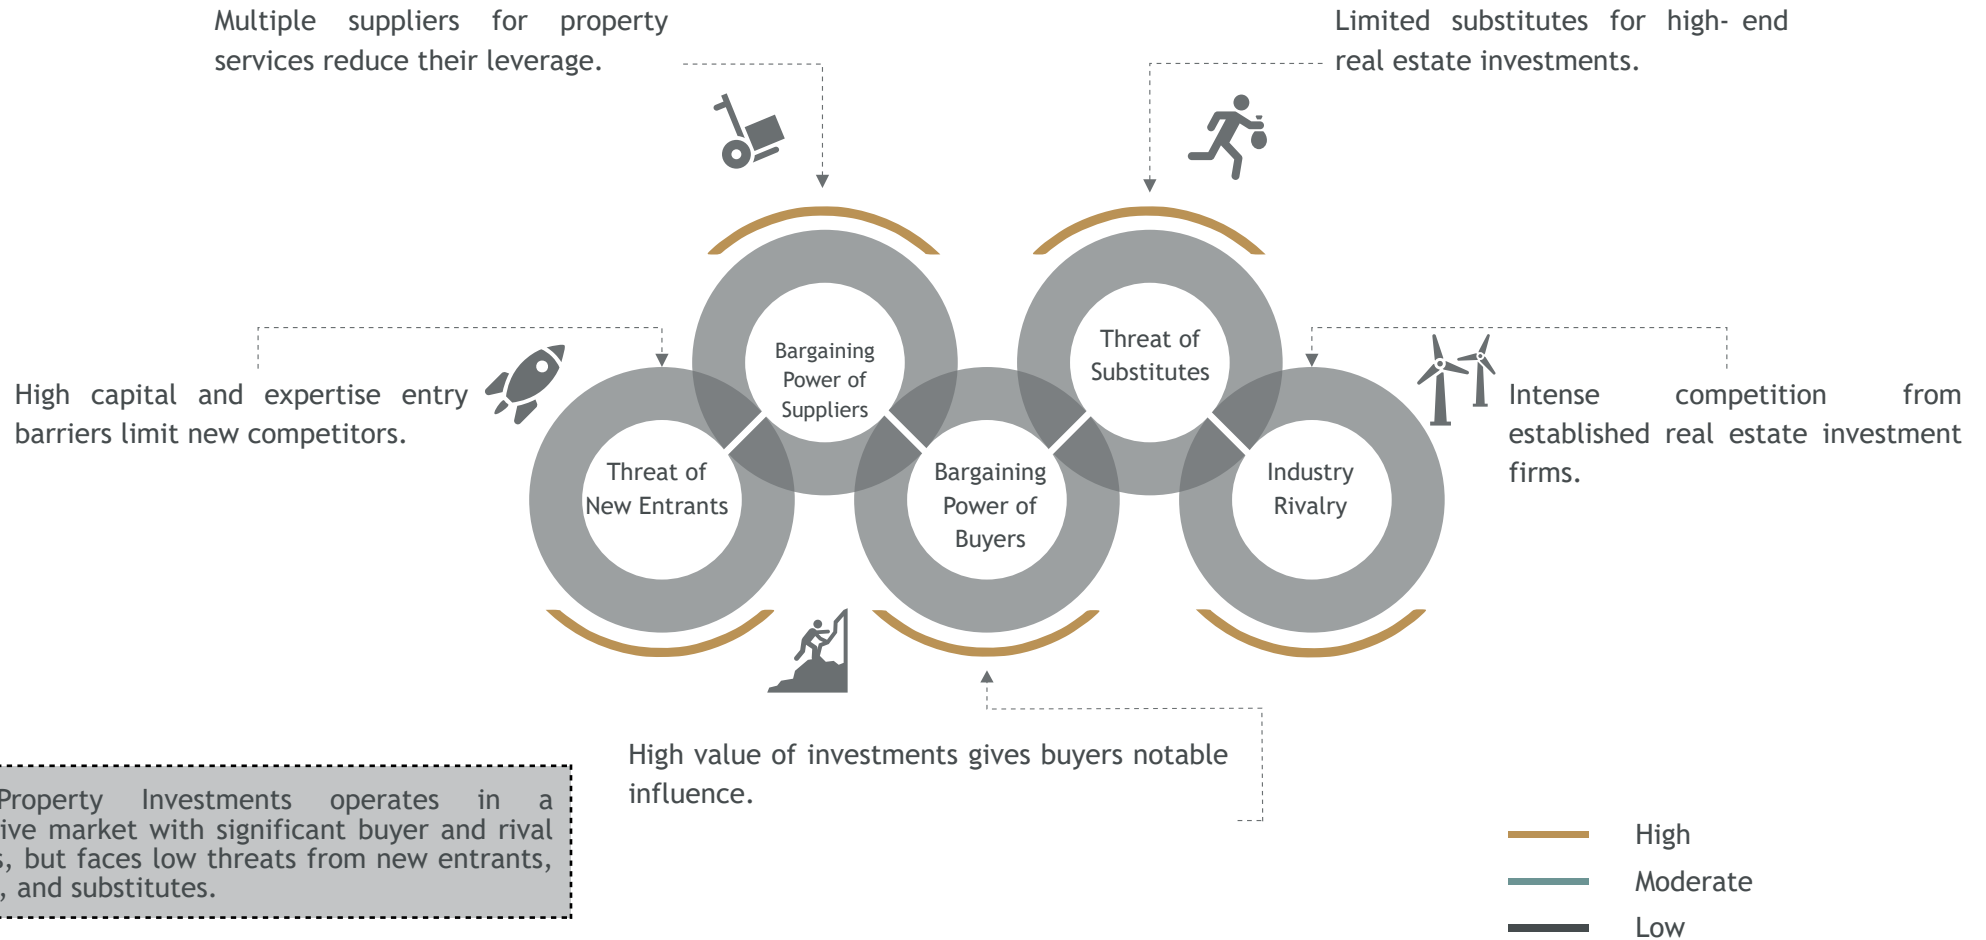 Multiple suppliers for property
services reduce their leverage.
Limited substitutes for high- end
real estate investments.
High capital and expertise entry
barriers limit new competitors.
Bargaining
Power of
Suppliers
Threat of
Substitutes
Intense competition from
established real estate investment
firms.
Threat of
New Entrants
Bargaining
Power of
Buyers
Industry
Rivalry
High value of investments gives buyers notable
influence.
Property Investments operates in a
market with significant buyer and rival
but faces low threats from new entrants,
and substitutes.
High
Moderate
Low